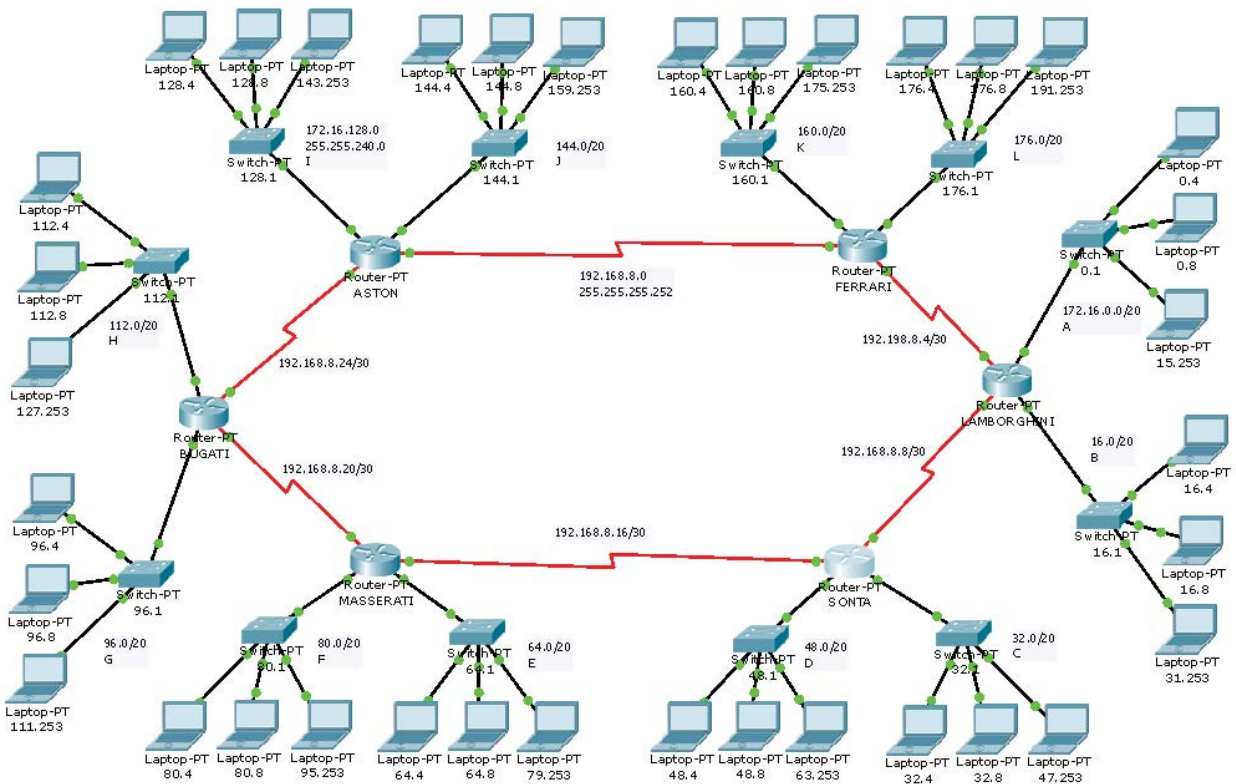 Laptop-PT
128.4
Laptop-PT
128.8
Laptop-PT
143.253
Laptop-PT
144.4
Laptop-PT
144.8
Laptop-PT
159.253
Laptop-PT
160.4
Laptop-PT
160.8
Laptop-PT
175.253
Laptop-PT
176.4
Laptop-PT
176.8
Laptop-PT
191.253
172.16.128.0
255.255.240.0
I
Switch-PT
128.1
144.0/20
J
Switch-PT
144.1
160.0/20
K
Switch-PT
160.1
176.0/20
L
Switch-PT
176.1
Laptop-PT
0.4
Laptop-PT
0.8
Switch-PT
0.1
172.16.0.0/20
A
Laptop-PT
15.253
Laptop-PT
112.4
Switch-PT
112.1
Laptop-PT
112.8
112.0/20
H
Laptop-PT
127.253
Router-PT
ASTON
192.168.8.0
255.255.255.252
Router-PT
FERRARI
192.168.8.24/30
192.198.8.4/30
Router-PT
BUGATI
Router-PT
LAMBORGHINI
192.168.8.20/30
192.168.8.8/30
16.0/20
B
Laptop-PT
16.4
Switch-PT
16.1
Laptop-PT
16.8
Laptop-PT
31.253
Laptop-PT
96.4
Switch-PT
96.1
Laptop-PT
96.8
96.0/20
G
Laptop-PT
111.253
192.168.8.16/30
Router-PT
MASSERATI
Router-PT
SONTA
Switch-PT
80.1
80.0/20
F
Switch-PT
64.1
64.0/20
E
Switch-PT
48.1
48.0/20
D
Switch-PT
32.1
32.0/20
C
Laptop-PT
80.4
Laptop-PT
80.8
Laptop-PT
95.253
Laptop-PT
64.4
Laptop-PT
64.8
Laptop-PT
79.253
Laptop-PT
48.4
Laptop-PT
48.8
Laptop-PT
63.253
Laptop-PT
32.4
Laptop-PT
32.8
Laptop-PT
47.253